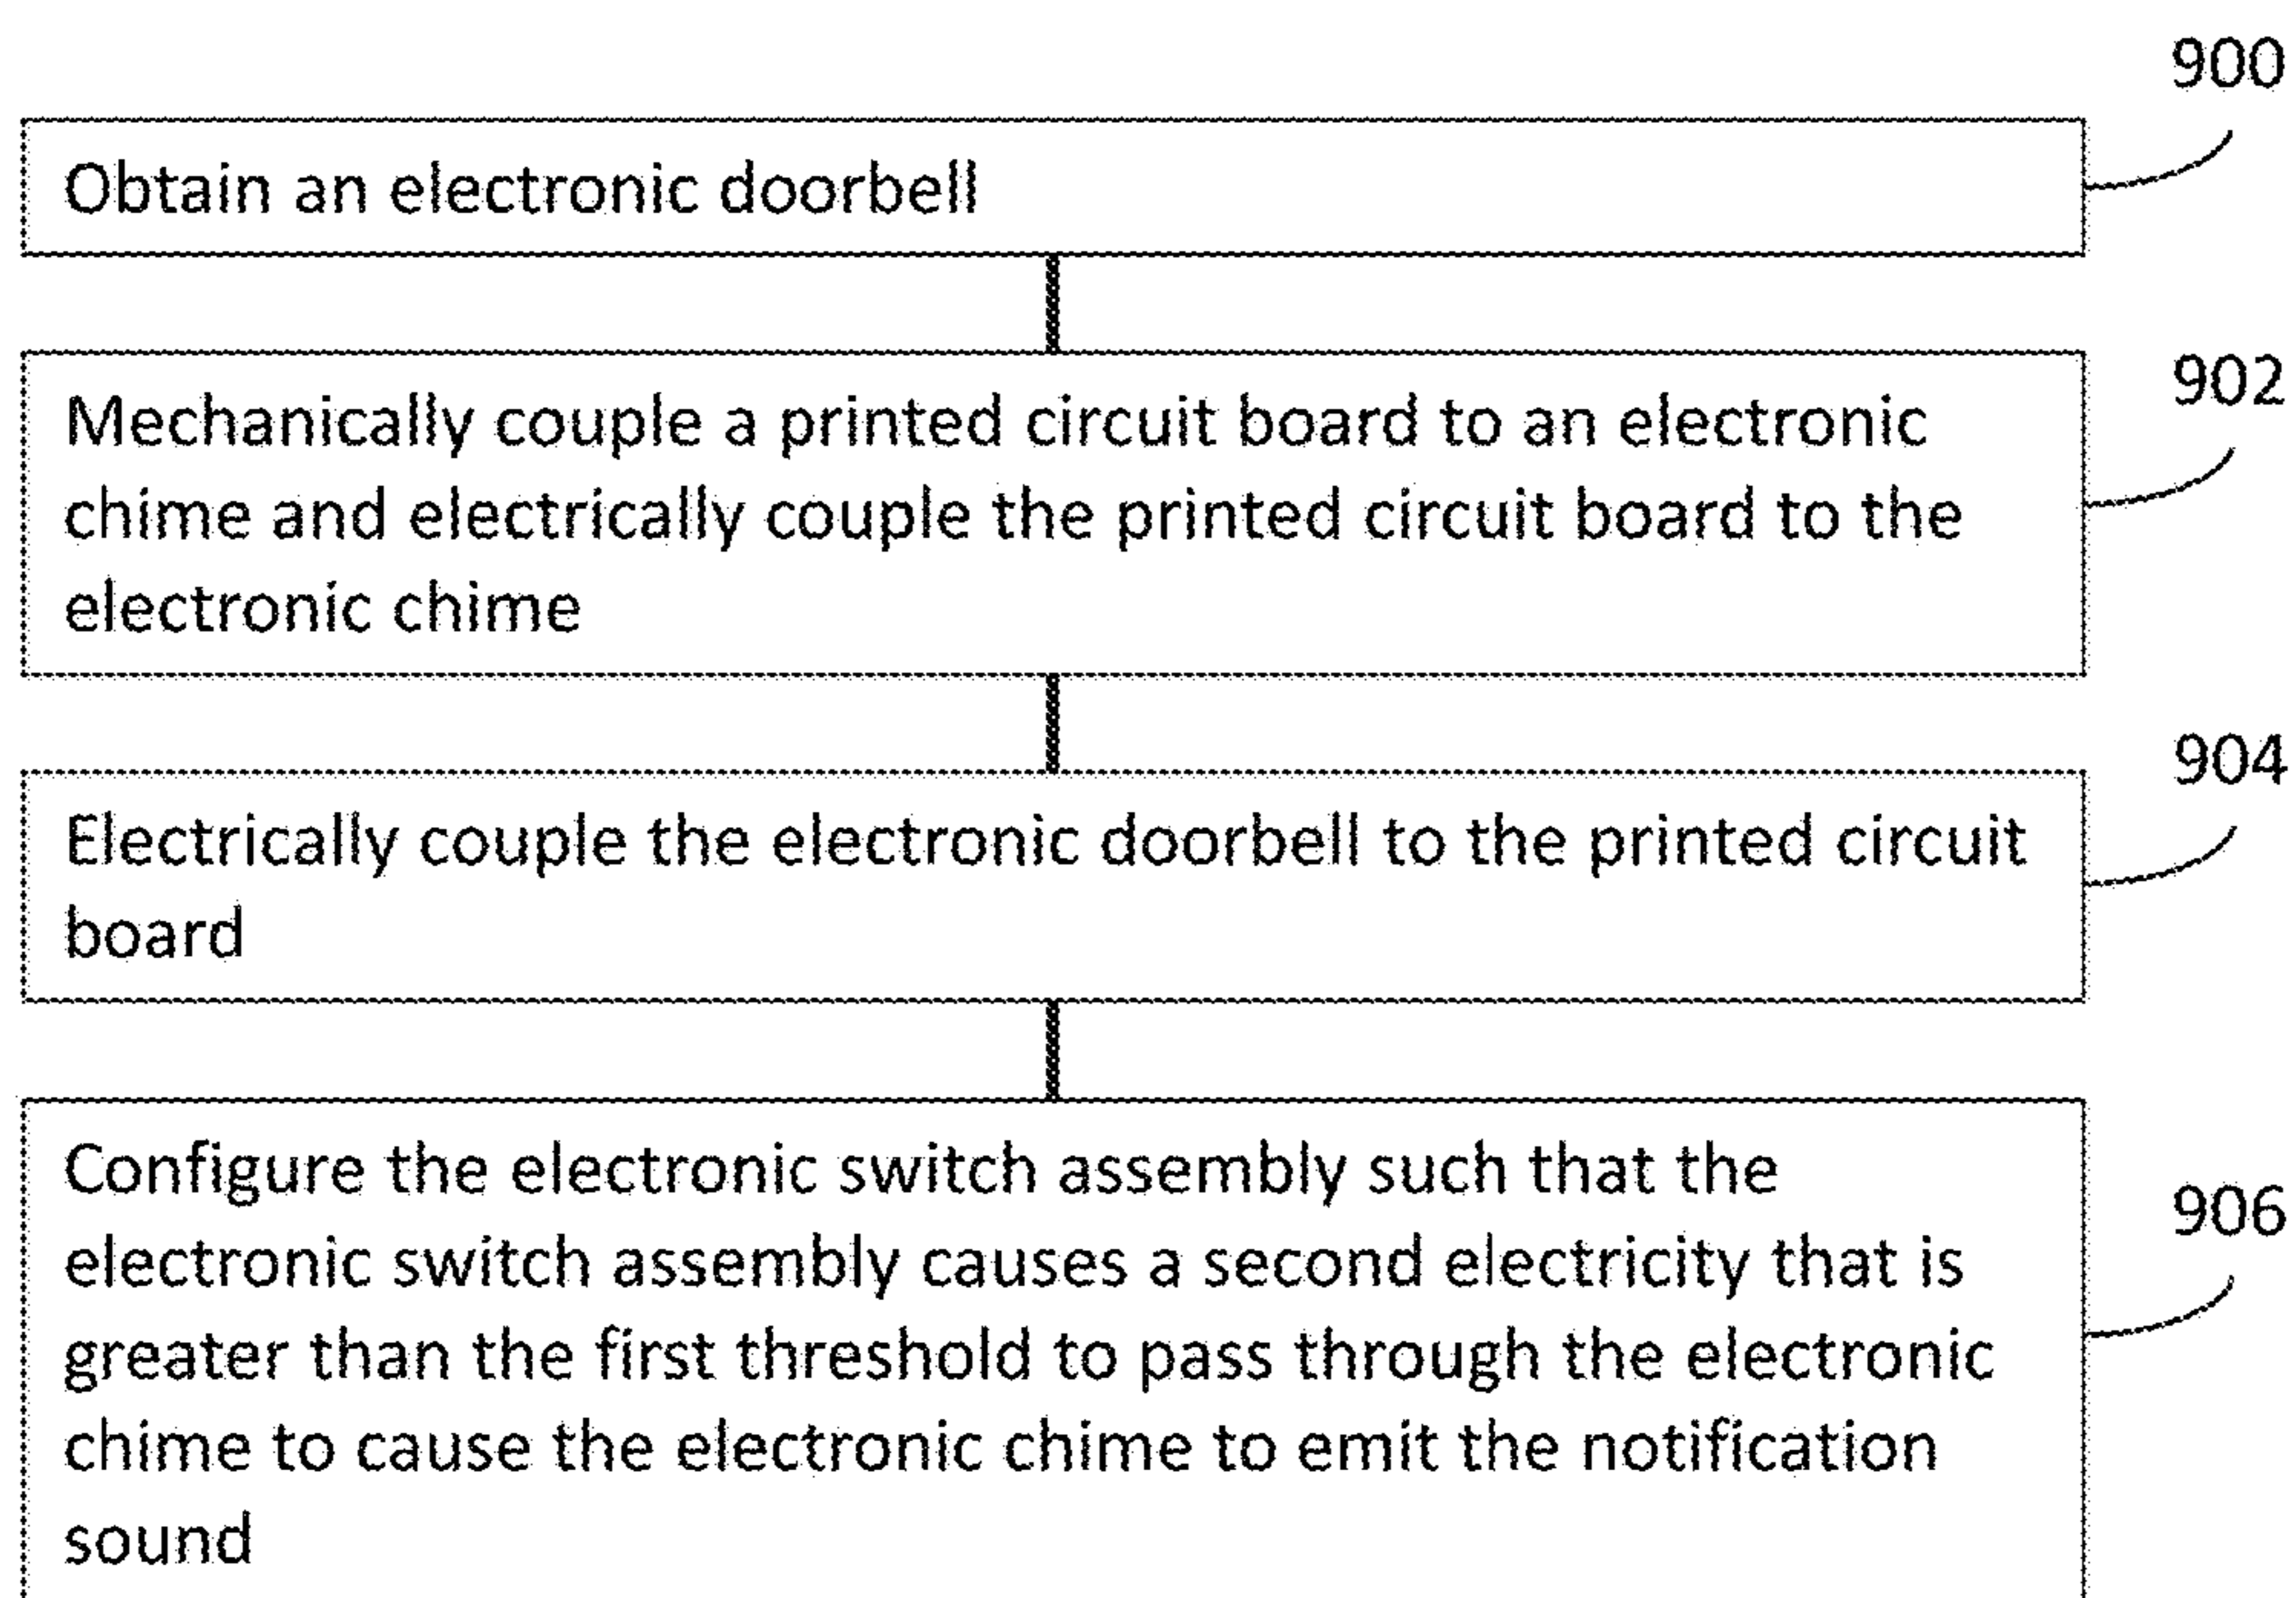 900
Obtain an electronic doorbell
902
Mechanically couple a printed circuit board to an electronic
chime and electrically couple the printed circuit board to the
electronic chime
904
Electrically couple the electronic doorbell to the printed circuit
board
906
Configure the electronic switch assembly such that the
electronic switch assembly causes a second electricity that is
greater than the first threshold to pass through the electronic
chime to cause the electronic chime to emit the notification
sound